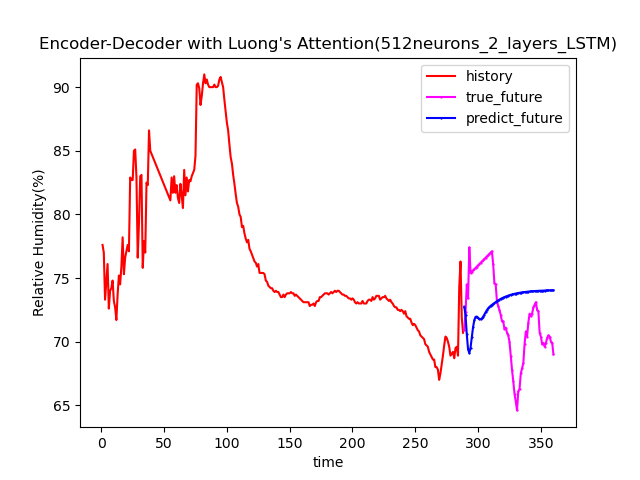 Encoder-Decoder with Luong's Attention(512neurons_2_layers_LSTM)
history
true_future
predict_future
Relative Humidity(%)
90
85
80
75
70
65
0 50 100 150 200 250 300 350
time